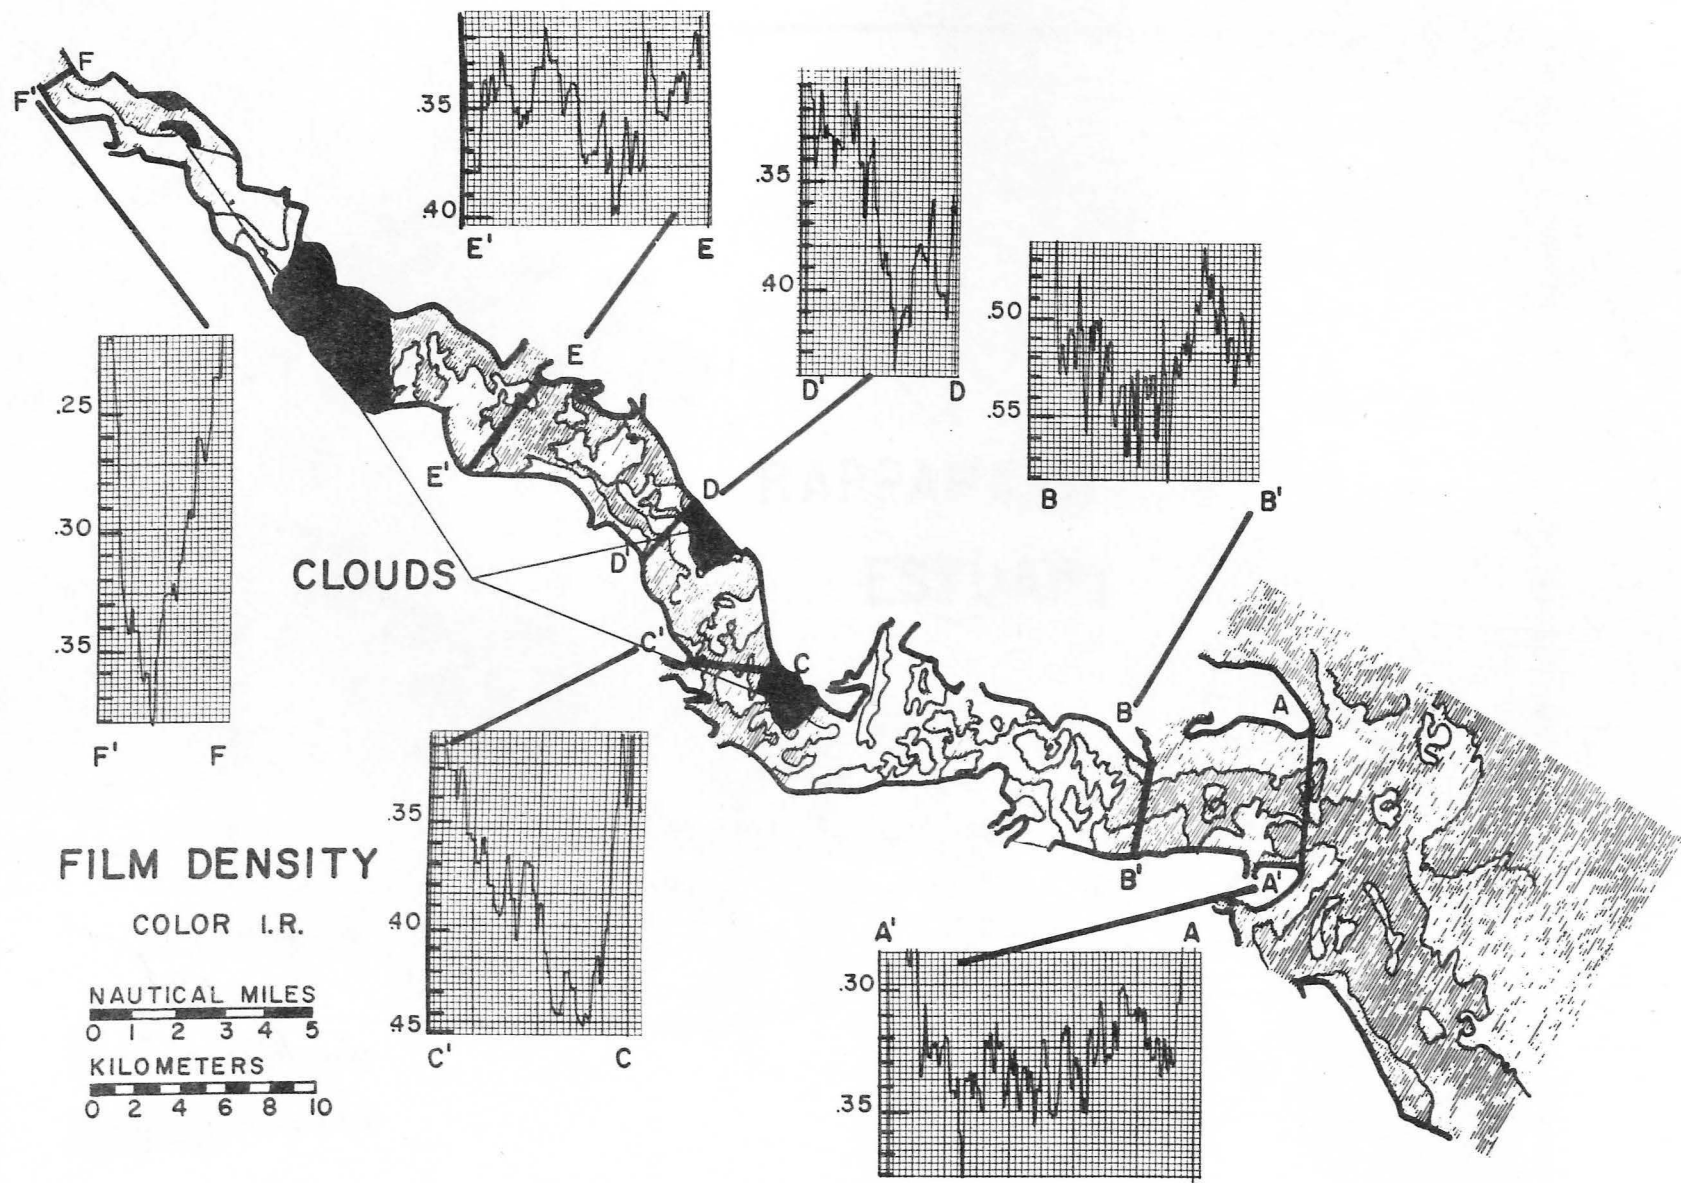 F
F'
.35
.40
E'
E
.35
.40
D'
D
.50
.55
B
B'
.25
.30
.35
F'
F
E
E'
D
D'
CLOUDS
C'
C
B
B'
A
A'
.35
.40
.45
C'
C
A'
A
.30
.35
FILM DENSITY
COLOR I.R.
NAUTICAL MILES
0 1 2 3 4 5
KILOMETERS
0 2 4 6 8 10